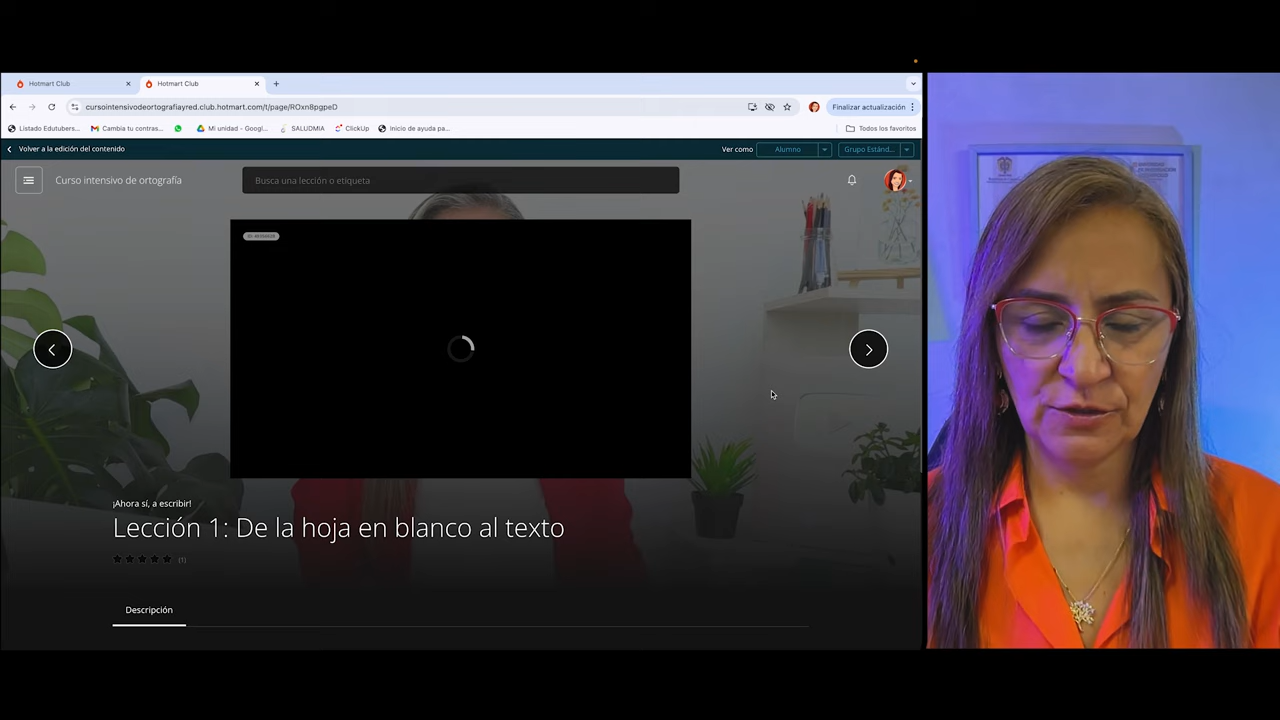 Hotmart Club
Hotmart Club
cursointensivodeortografiayred.club.hotmart.com/t/page/ROxn8pgpeD
Finalizar actualización
Listado Edutubers...
Cambia tu contras...
Mi unidad - Googl...
SALUDMIA
ClickUp
Inicio de ayuda pa...
Todos los favoritos
Volver a la edición del contenido
Ver como
Alumno
Grupo Estánd...
Curso intensivo de ortografía
Busca una lección o etiqueta
¡Ahora sí, a escribir!
Lección 1: De la hoja en blanco al texto
(1)
Descripción